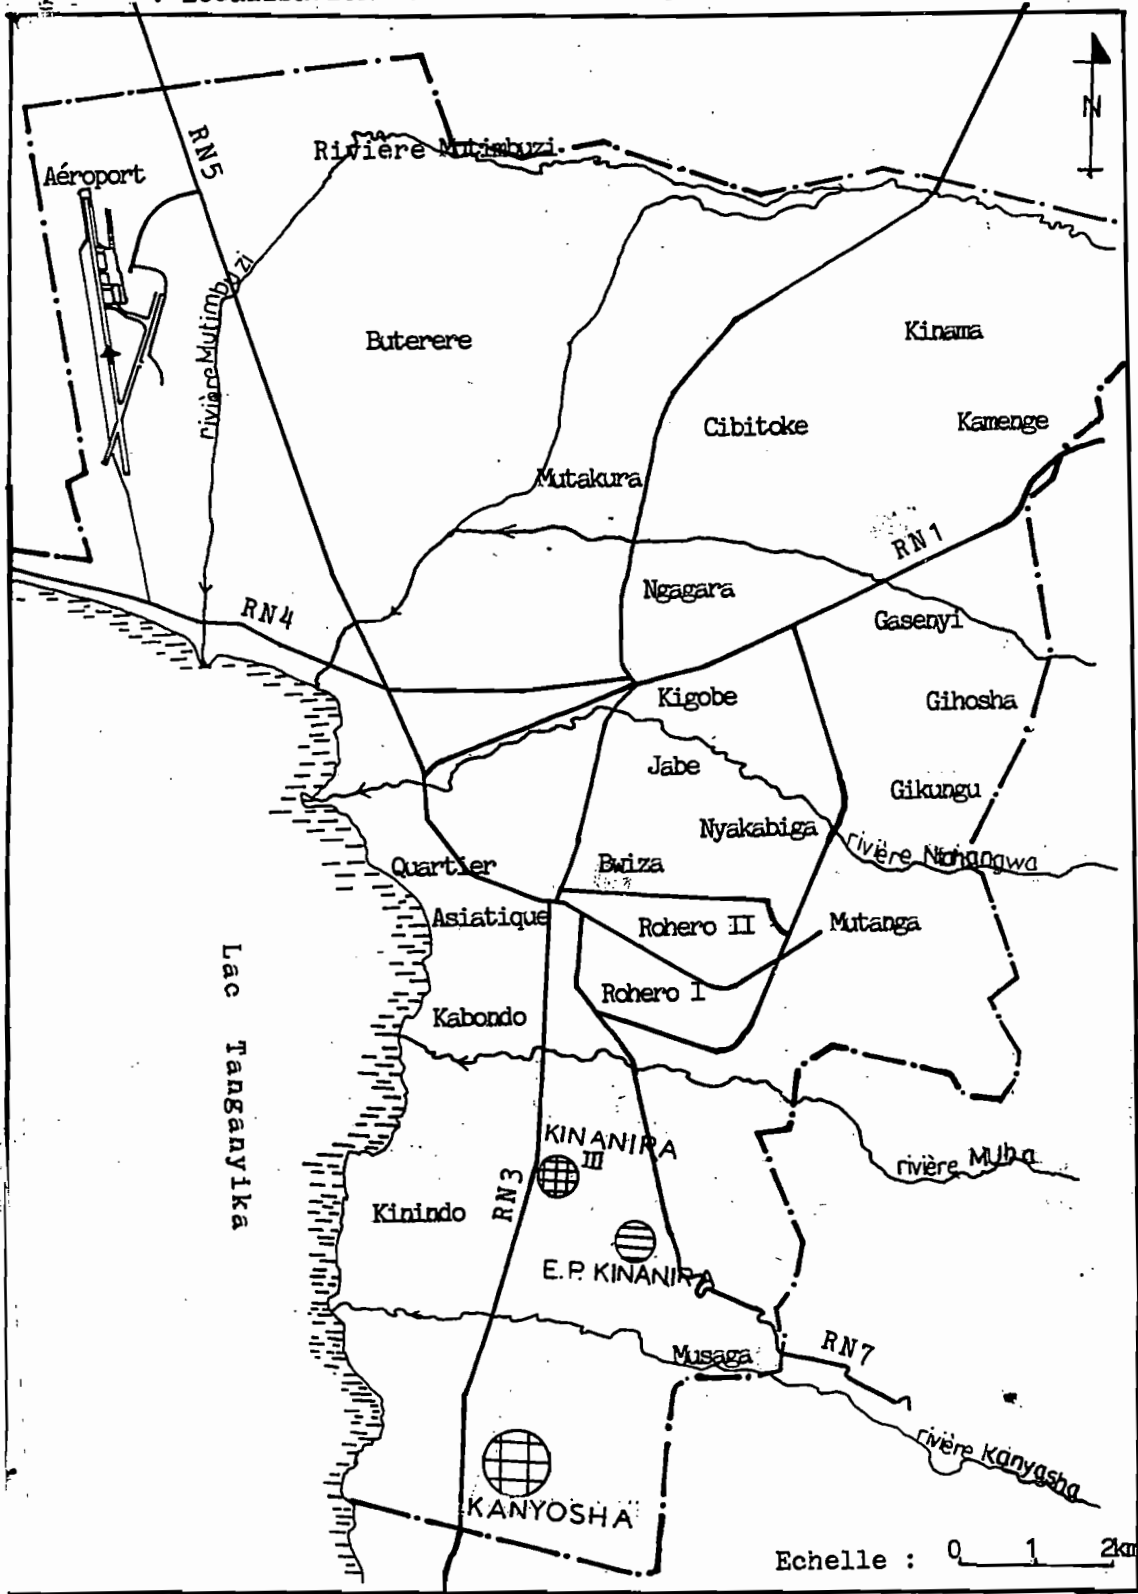 N
RN5
Rivière Mutimbuzi
Aéroport
rivière Mutimbuzi
Buterere
Kinama
Cibitoke
Kamenge
Mutakura
RN1
Ngagara
RN4
Gasenyi
Kigobe
Gihosha
Jabe
Gikungu
Nyakabiga
rivière Ntahangwa
Quartier
Asiatique
Bwiza
Rohero II
Mutanga
Lac Tanganyika
Rohero I
Kabondo
KINANIRA
III
rivière Muha
RN3
Kinindo
E.P. KINANIRA
Musaga
RN7
rivière Kanyosha
KANYOSHA
Echelle : 0 1 2km